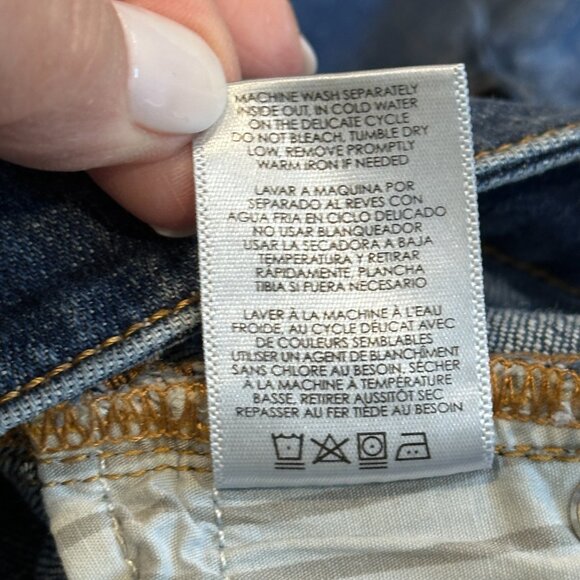 MACHINE WASH SEPARATELY
INSIDE OUT, IN COLD WATER
ON THE DELICATE CYCLE
DO NOT BLEACH, TUMBLE DRY
LOW, REMOVE PROMPTLY
WARM IRON IF NEEDED
LAVAR A MAQUINA POR
SEPARADO AL REVES CON
AGUA FRIA EN CICLO DELICADO
NO USAR BLANQUEADOR
USAR LA SECADORA A BAJA
TEMPERATURA Y RETIRAR
RÁPIDAMENTE, PLANCHA
TIBIA SI FUERA NECESARIO
LAVER À LA MACHINE À L'EAU
FROIDE, AU CYCLE DÉLICAT AVEC
DE COULEURS SEMBLABLES
UTILISER UN AGENT DE BLANCHIMENT
SANS CHLORE AU BESOIN, SÉCHER
À LA MACHINE À TEMPÉRATURE
BASSE, RETIRER AUSSITÔT SEC
REPASSER AU FER TIÈDE AU BESOIN